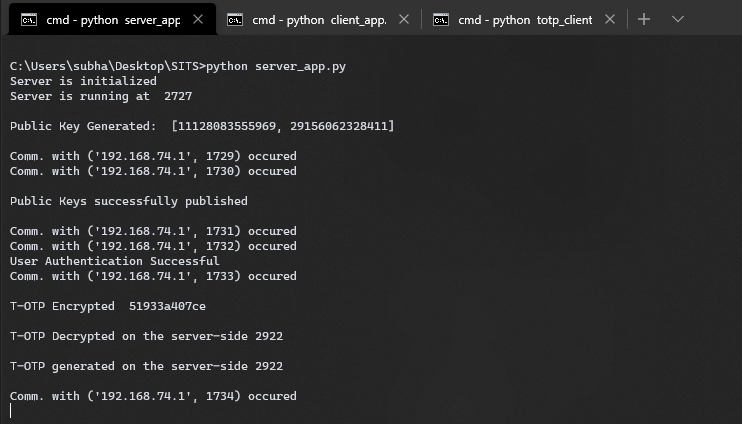 cmd - python server_app
cmd - python client_app.
cmd - python totp_client
C:\Users\subha\Desktop\SITS>python server_app.py
Server is initialized
Server is running at  2727
Public Key Generated:  [11128083555969, 29156062328411]
Comm. with ('192.168.74.1', 1729) occured
Comm. with ('192.168.74.1', 1730) occured
Public Keys successfully published
Comm. with ('192.168.74.1', 1731) occured
Comm. with ('192.168.74.1', 1732) occured
User Authentication Successful
Comm. with ('192.168.74.1', 1733) occured
T-OTP Encrypted  51933a407ce
T-OTP Decrypted on the server-side 2922
T-OTP generated on the server-side 2922
Comm. with ('192.168.74.1', 1734) occured